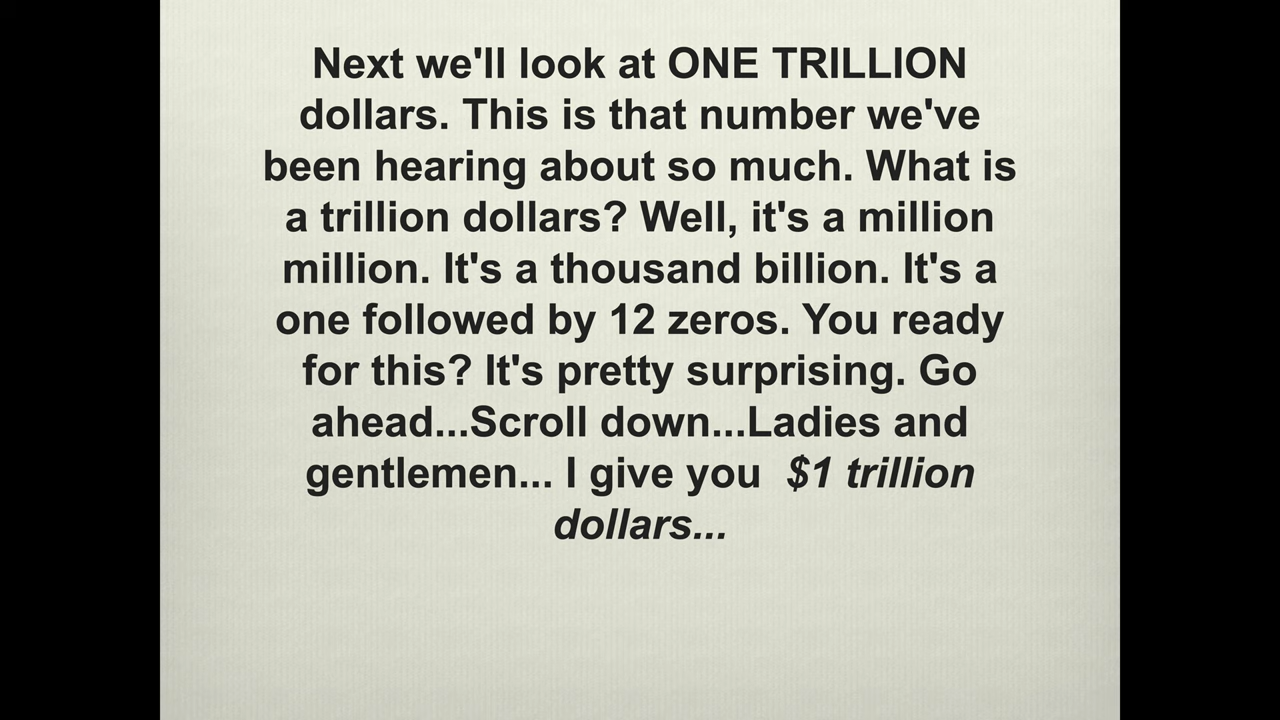 Next we'll look at ONE TRILLION
dollars. This is that number we've
been hearing about so much. What is
a trillion dollars? Well, it's a million
million. It's a thousand billion. It's a
one followed by 12 zeros. You ready
for this? It's pretty surprising. Go
ahead...Scroll down...Ladies and
gentlemen... I give you  $1 trillion
dollars...